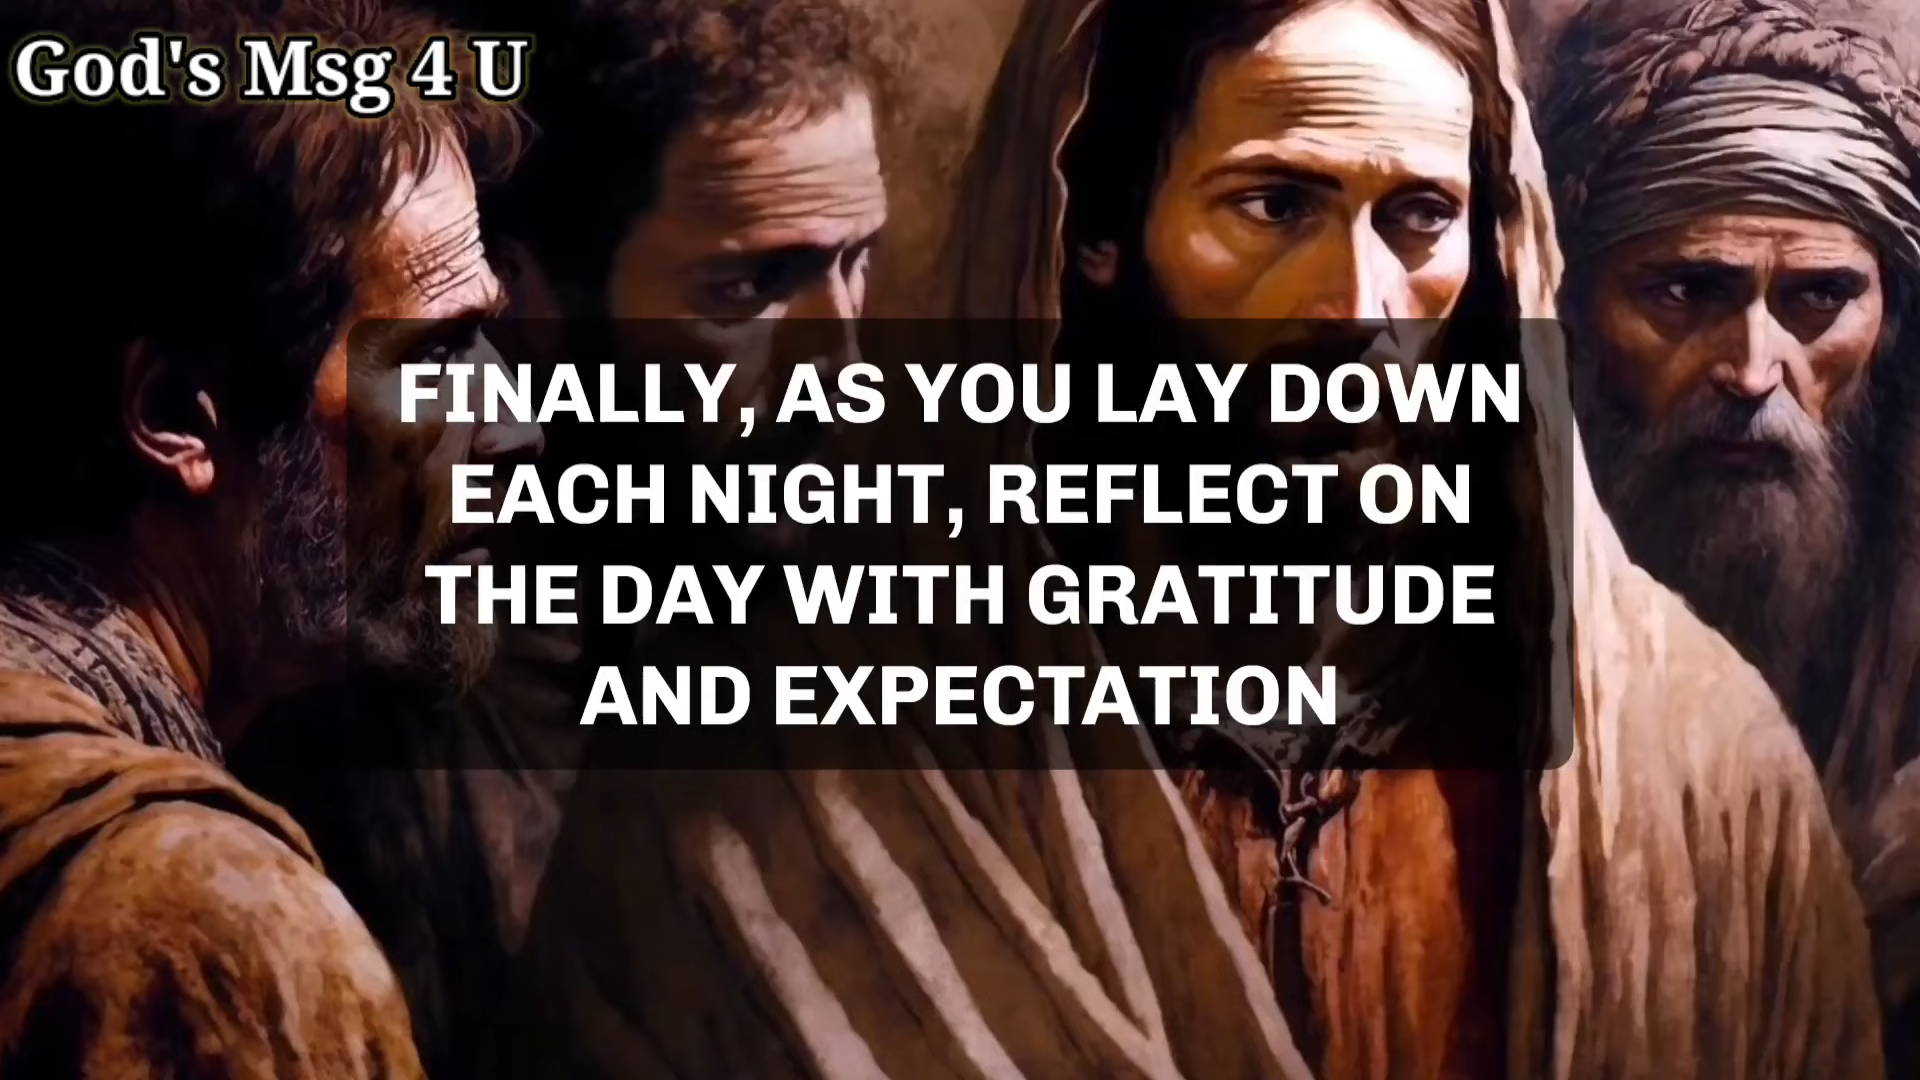 God's Msg 4 U
FINALLY, AS YOU LAY DOWN
EACH NIGHT, REFLECT ON
THE DAY WITH GRATITUDE
AND EXPECTATION